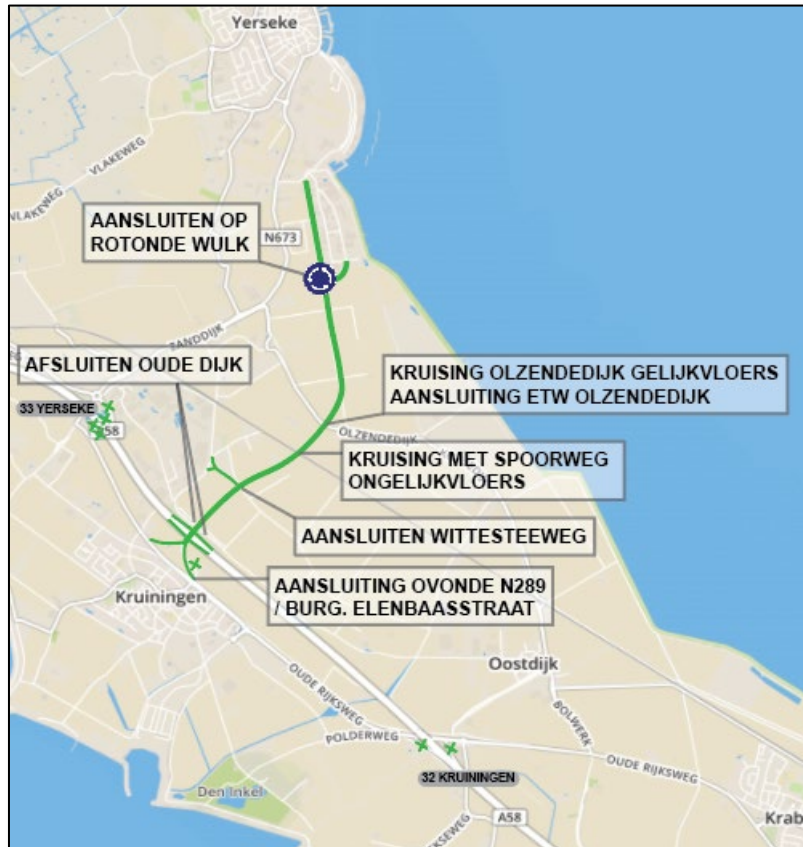 Yerseke
VLAKEWEG
VLAKEWEG
AANSLUITEN OP
ROTONDE WULK
N673
ZANDDIJK
AFSLUITEN OUDE DIJK
KRUISING OLZENDEDIJK GELIJKVLOERS
AANSLUITING ETW OLZENDEDIJK
33 YERSEKE
58
OLZENDEDIJK
KRUISING MET SPOORWEG
ONGELIJKVLOERS
AANSLUITEN WITTESTEEWEG
AANSLUITING OVONDE N289
/ BURG. ELENBAASSTRAAT
Kruiningen
Oostdijk
OUDE RIJKSWEG
BOLWERK
POLDERWEG
OUDE RIJKSWEG
32 KRUININGEN
Den Inkel
A58
Krab